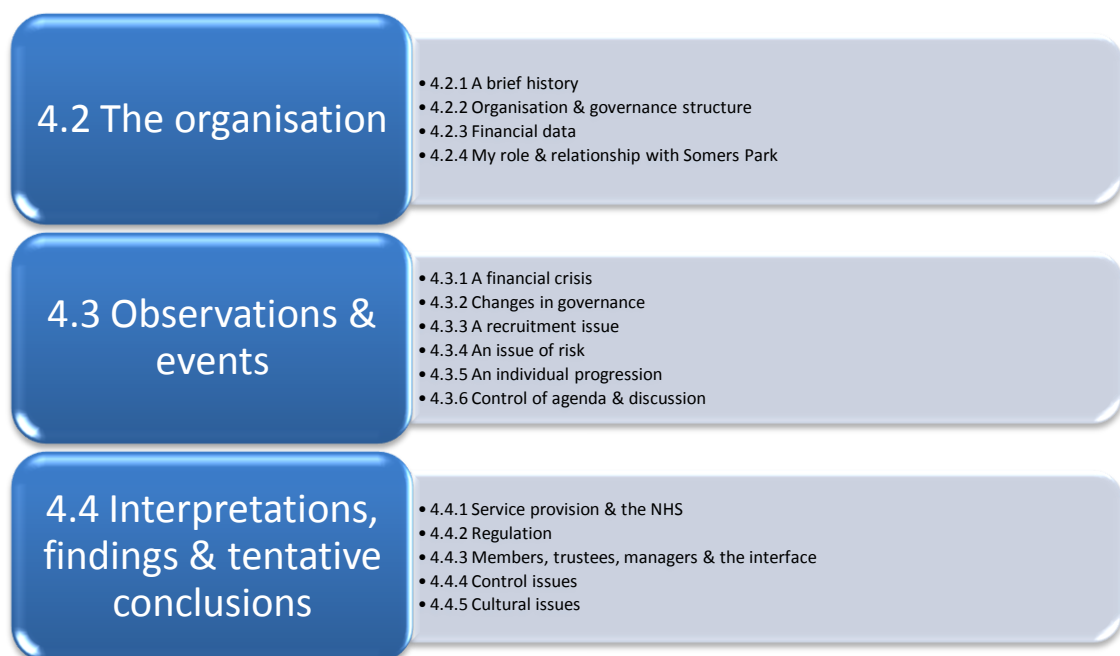 4.2 The organisation
• 4.2.1 A brief history
• 4.2.2 Organisation & governance structure
• 4.2.3 Financial data
• 4.2.4 My role & relationship with Somers Park
4.3 Observations &
events
• 4.3.1 A financial crisis
• 4.3.2 Changes in governance
• 4.3.3 A recruitment issue
• 4.3.4 An issue of risk
• 4.3.5 An individual progression
• 4.3.6 Control of agenda & discussion
4.4 Interpretations,
findings & tentative
conclusions
• 4.4.1 Service provision & the NHS
• 4.4.2 Regulation
• 4.4.3 Members, trustees, managers & the interface
• 4.4.4 Control issues
• 4.4.5 Cultural issues